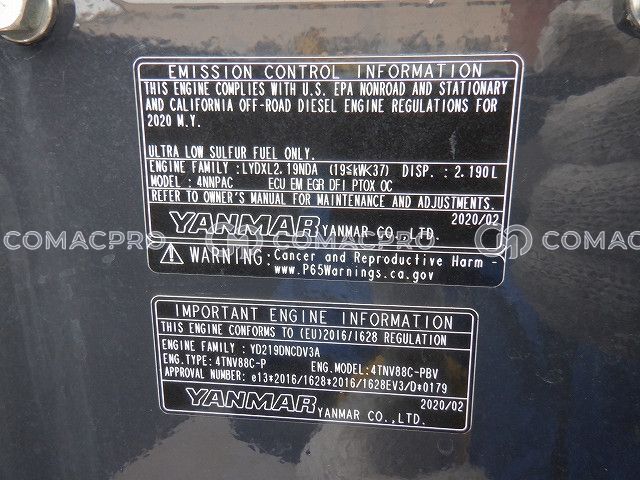 EMISSION CONTROL INFORMATION
THIS ENGINE COMPLIES WITH U.S. EPA NONROAD AND STATIONARY
AND CALIFORNIA OFF-ROAD DIESEL ENGINE REGULATIONS FOR
2020 M.Y.
ULTRA LOW SULFUR FUEL ONLY.
ENGINE FAMILY : LYDXL2.19NDA (19≤kW<37) DISP. : 2.190L
MODEL : 4NNPAC ECU EM EGR DFI PTOX OC
REFER TO OWNER'S MANUAL FOR MAINTENANCE AND ADJUSTMENTS.
2020/02
YANMAR YANMAR CO., LTD.
COMACPRO COMACPRO COMACPRO
WARNING: Cancer and Reproductive Harm -
www.P65Warnings.ca.gov
IMPORTANT ENGINE INFORMATION
THIS ENGINE CONFORMS TO (EU)2016/1628 REGULATION
ENGINE FAMILY : YD219DNCDV3A
ENG.TYPE: 4TNV88C-P ENG.MODEL: 4TNV88C-PBV
APPROVAL NUMBER: e13*2016/1628*2016/1628EV3/D*0179
2020/02
YANMAR YANMAR CO., LTD.